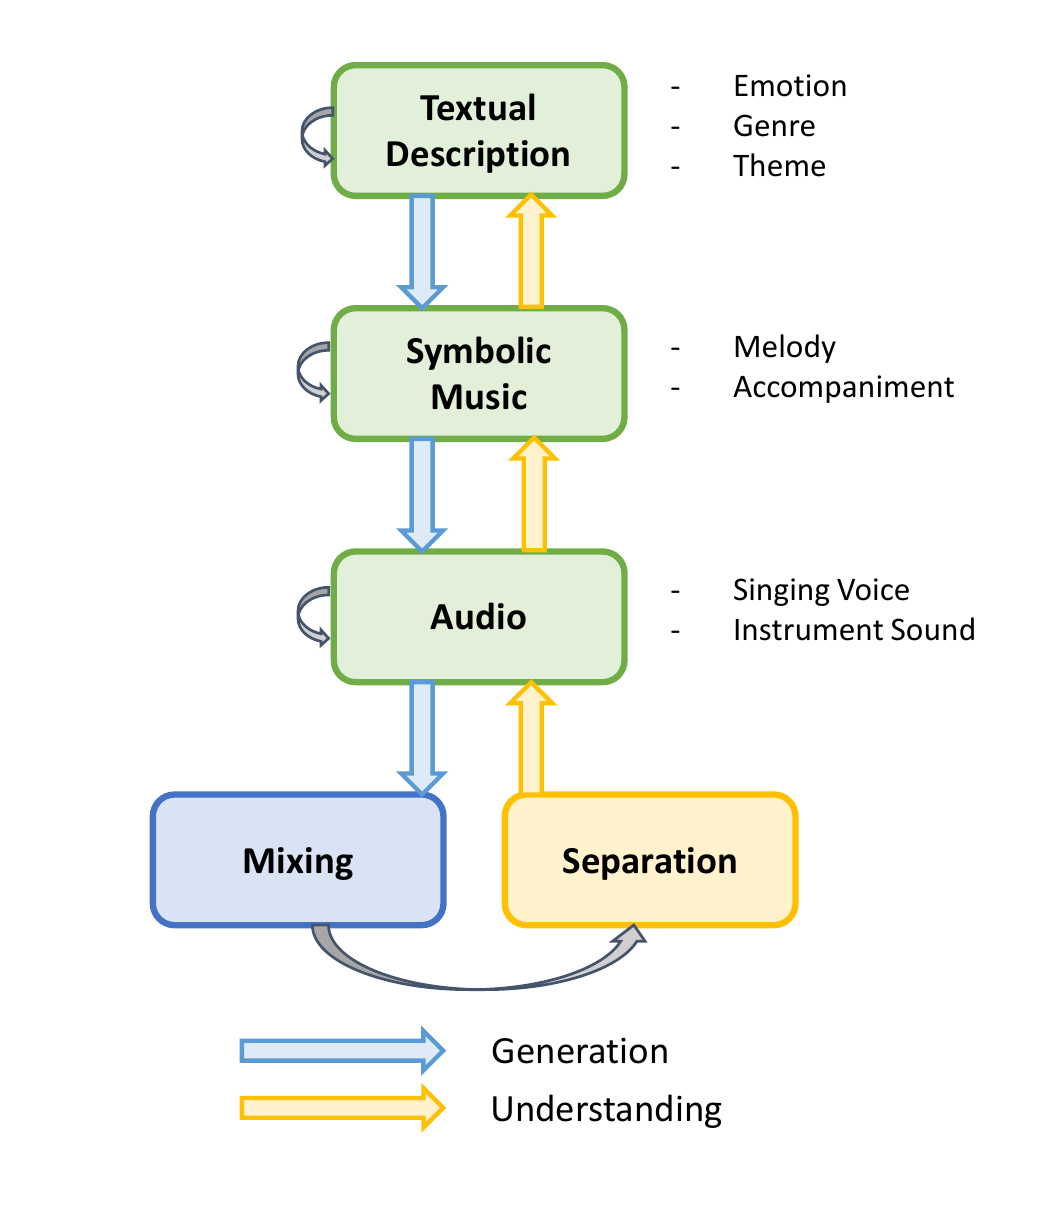 Textual
Description
- Emotion
- Genre
- Theme
Symbolic
Music
- Melody
- Accompaniment
Audio
- Singing Voice
- Instrument Sound
Mixing
Separation
Generation
Understanding